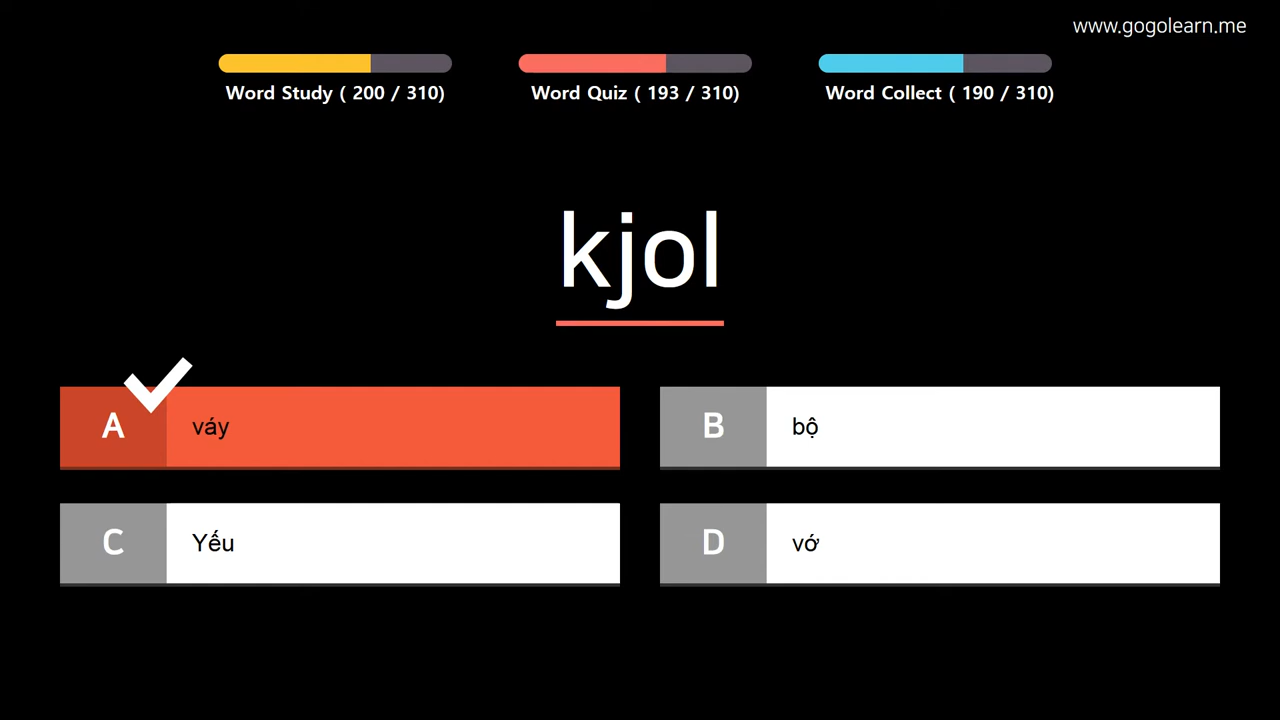 www.gogolearn.me
Word Study ( 200 / 310)
Word Quiz ( 193 / 310)
Word Collect ( 190 / 310)
kjol
A váy
B bộ
C Yếu
D vớ